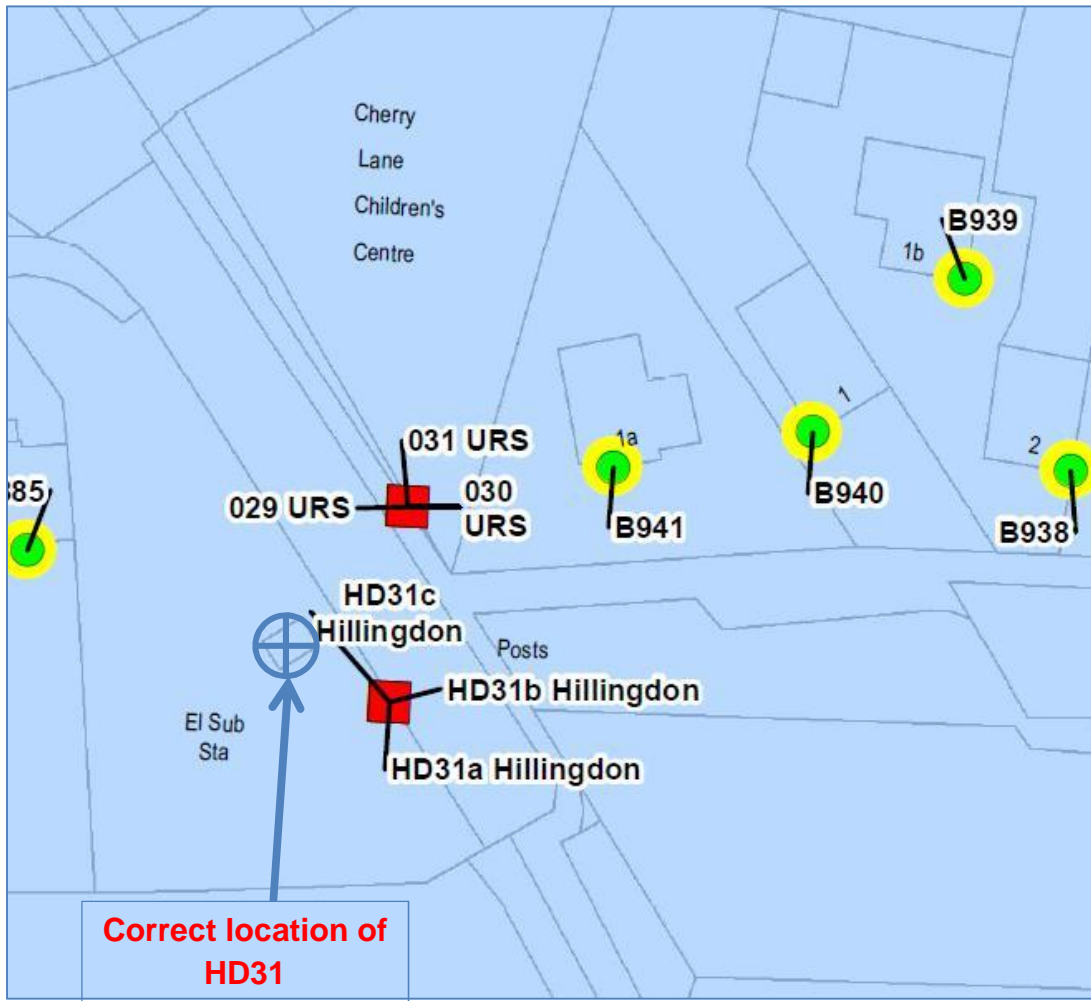 Cherry
Lane
Children's
Centre
B939
1b
1
1a
2
031 URS
385
029 URS
030
URS
B941
B940
B938
HD31c
Hillingdon
Posts
HD31b Hillingdon
El Sub
Sta
HD31a Hillingdon
Correct location of
HD31